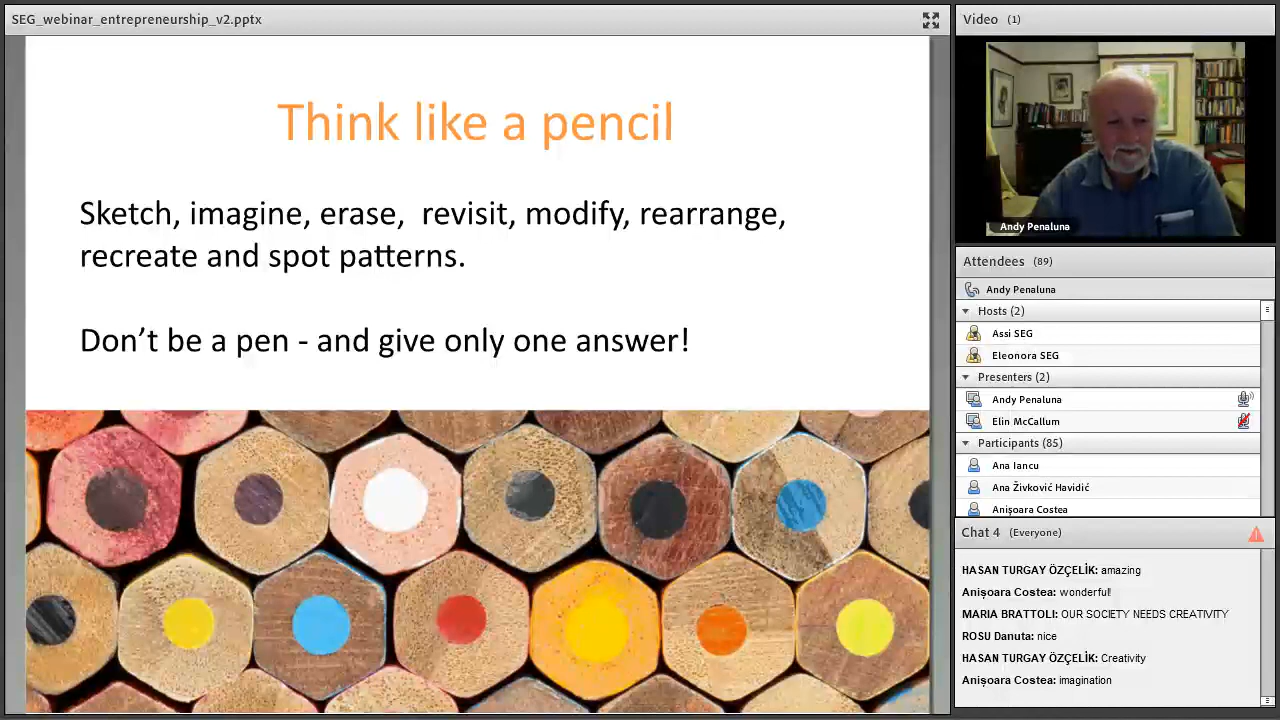 SEG_webinar_entrepreneurship_v2.pptx
Think like a pencil
Sketch, imagine, erase,  revisit, modify, rearrange,
recreate and spot patterns.
Don’t be a pen - and give only one answer!
Video (1)
Andy Penaluna
Attendees (89)
Andy Penaluna
Hosts (2)
Assi SEG
Eleonora SEG
Presenters (2)
Andy Penaluna
Elin McCallum
Participants (85)
Ana Iancu
Ana Živković Havidić
Anişoara Costea
Chat 4 (Everyone)
HASAN TURGAY ÖZÇELİK: amazing
Anişoara Costea: wonderful!
MARIA BRATTOLI: OUR SOCIETY NEEDS CREATIVITY
ROSU Danuta: nice
HASAN TURGAY ÖZÇELİK: Creativity
Anişoara Costea: imagination